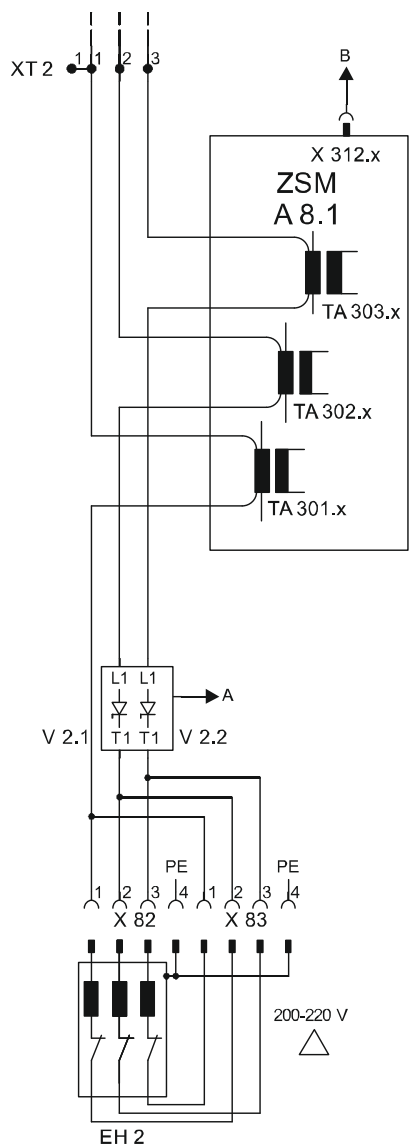 XT 2 1 1 2 3
B
X 312.x
ZSM
A 8.1
TA 303.x
TA 302.x
TA 301.x
L1 L1
A
V 2.1 T1 T1 V 2.2
PE PE
1 2 3 4 1 2 3 4
X 82 X 83
200-220 V
EH 2